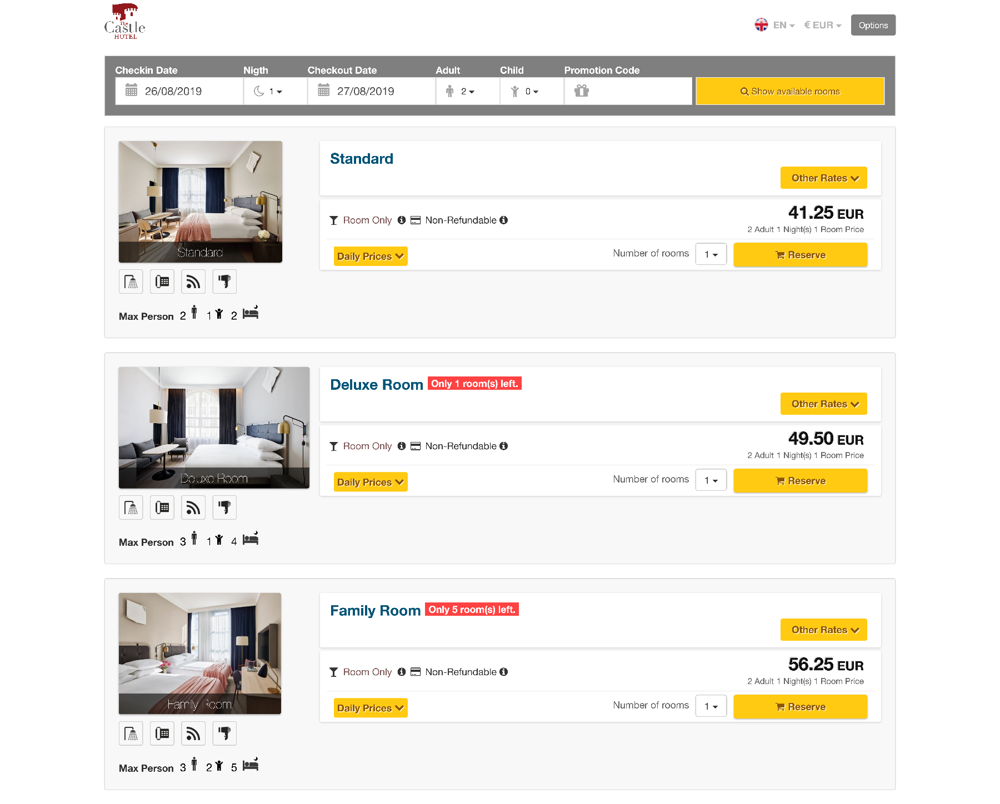 The
Castle
HOTEL
EN € EUR Options
Checkin Date Nigth Checkout Date Adult Child Promotion Code
26/08/2019 1 27/08/2019 2 0 Show available rooms
Standard
Other Rates
Room Only Non-Refundable 41.25 EUR
2 Adult 1 Night(s) 1 Room Price
Standard
Daily Prices Number of rooms 1 Reserve
Max Person 2 1 2
Deluxe Room Only 1 room(s) left.
Other Rates
Room Only Non-Refundable 49.50 EUR
2 Adult 1 Night(s) 1 Room Price
Deluxe Room
Daily Prices Number of rooms 1 Reserve
Max Person 3 1 4
Family Room Only 5 room(s) left.
Other Rates
Room Only Non-Refundable 56.25 EUR
2 Adult 1 Night(s) 1 Room Price
Family Room
Daily Prices Number of rooms 1 Reserve
Max Person 3 2 5